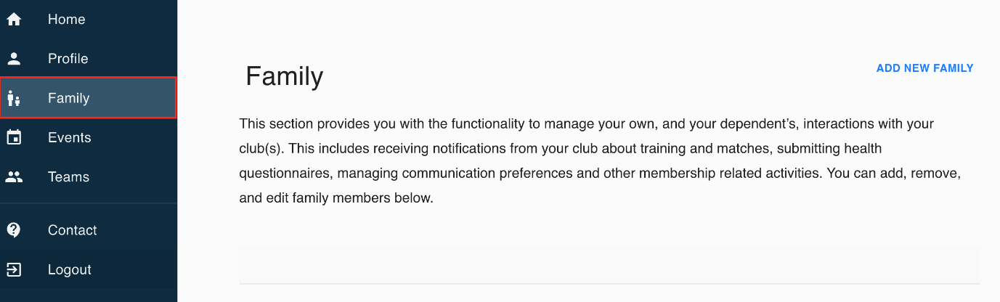 Home
Profile
Family
Events
Teams
Contact
Logout
Family
ADD NEW FAMILY
This section provides you with the functionality to manage your own, and your dependent’s, interactions with your
club(s). This includes receiving notifications from your club about training and matches, submitting health
questionnaires, managing communication preferences and other membership related activities. You can add, remove,
and edit family members below.